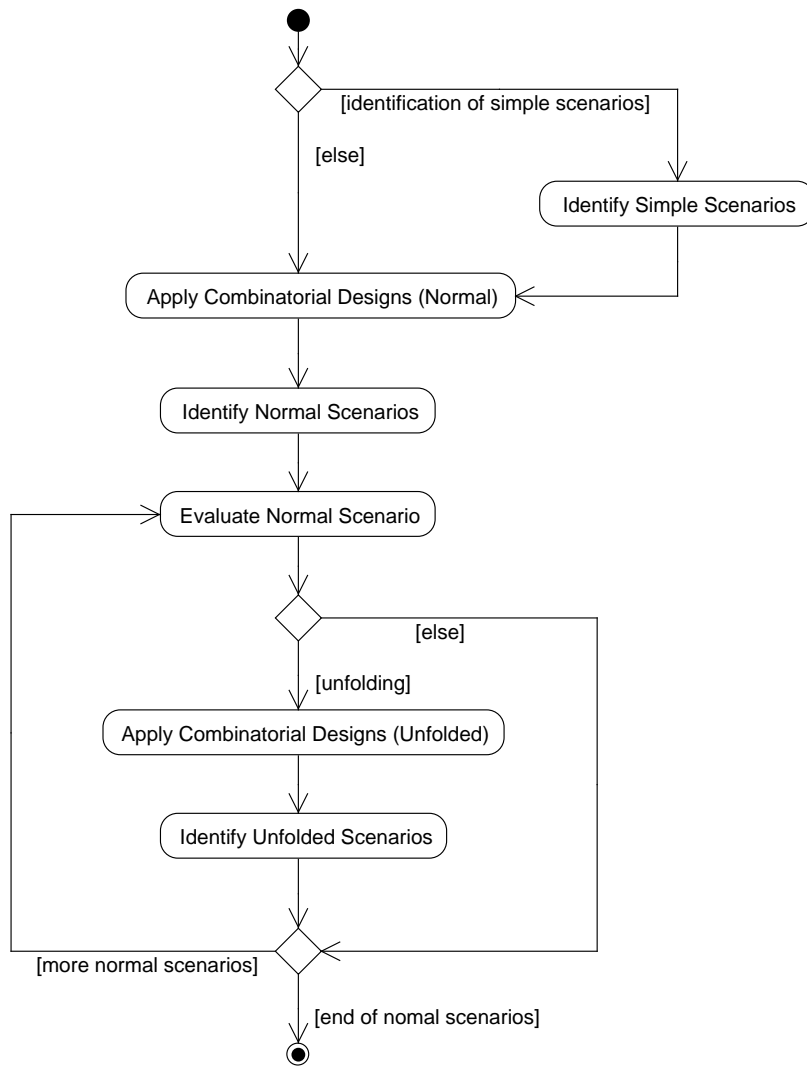 [identification of simple scenarios]
[else]
Identify Simple Scenarios
Apply Combinatorial Designs (Normal)
Identify Normal Scenarios
Evaluate Normal Scenario
[else]
[unfolding]
Apply Combinatorial Designs (Unfolded)
Identify Unfolded Scenarios
[more normal scenarios]
[end of nomal scenarios]